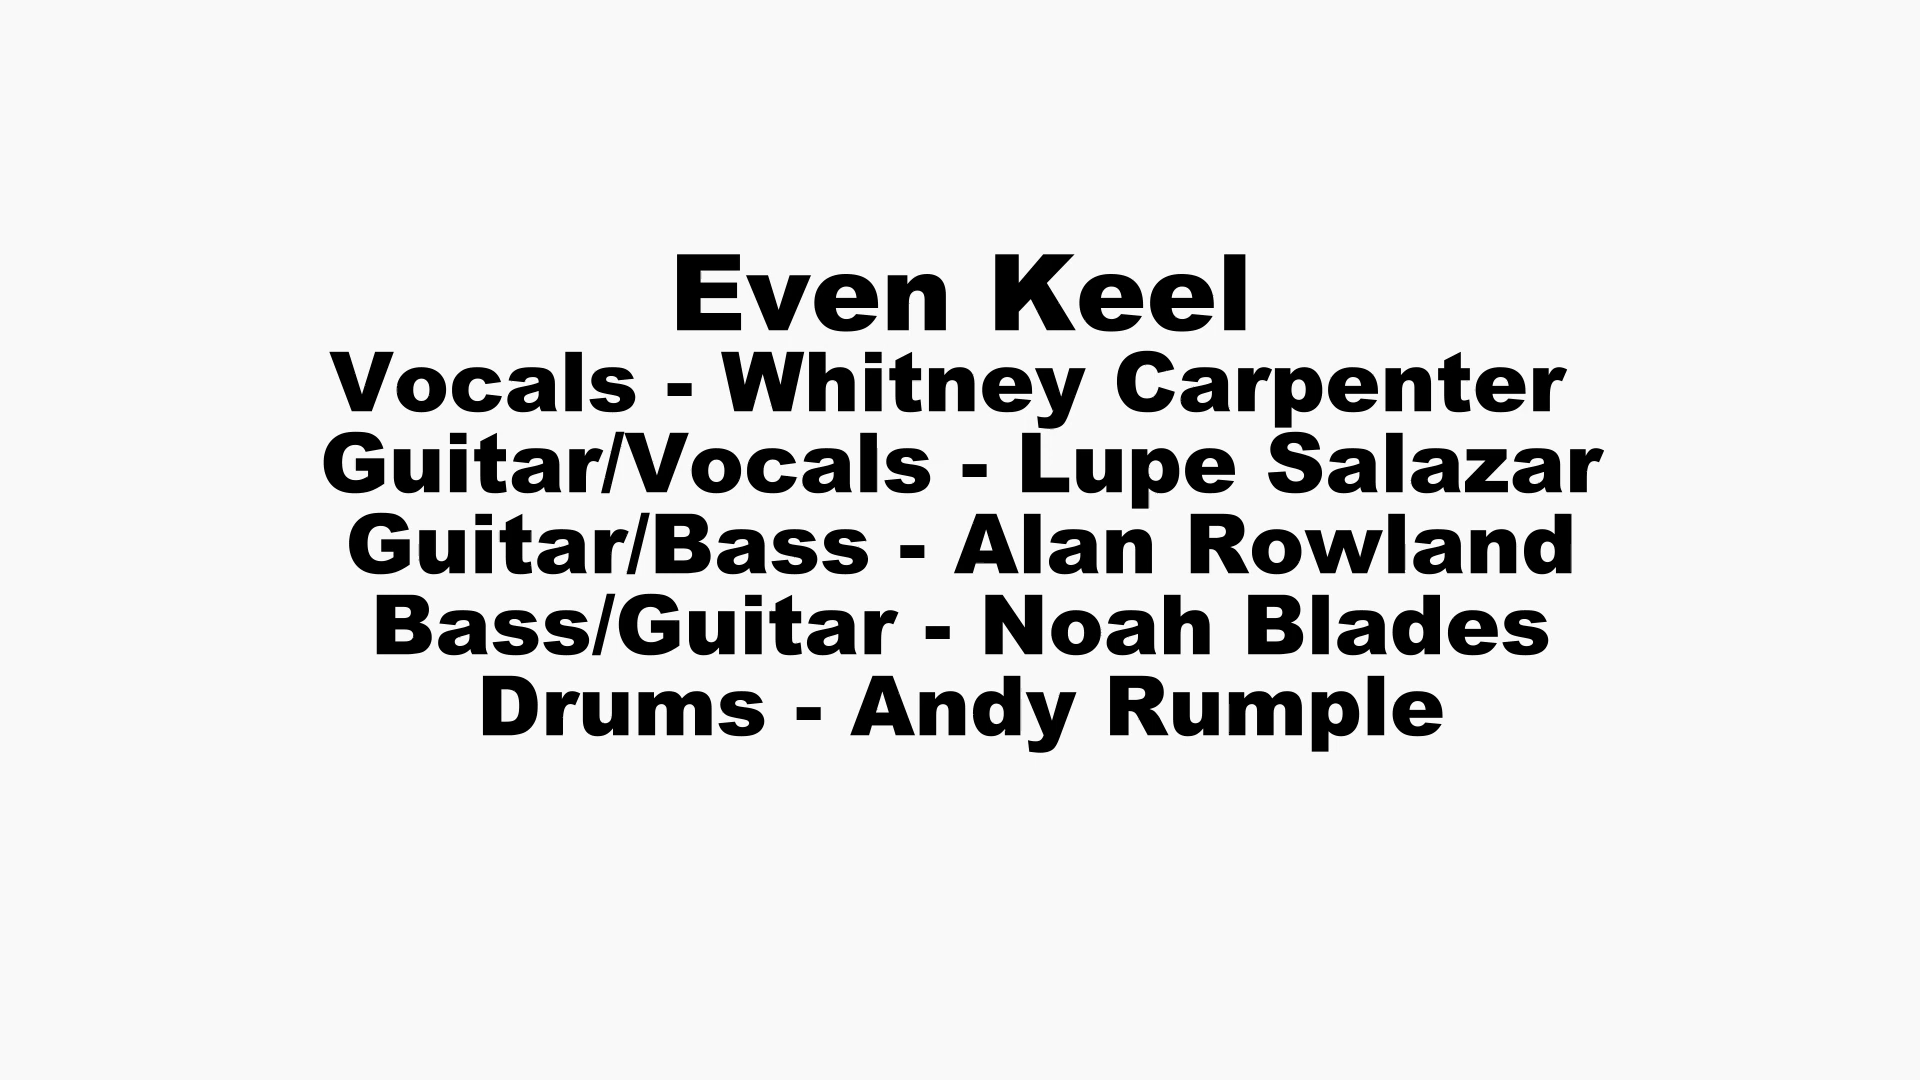 Even Keel
Vocals - Whitney Carpenter
Guitar/Vocals - Lupe Salazar
Guitar/Bass - Alan Rowland
Bass/Guitar - Noah Blades
Drums - Andy Rumple